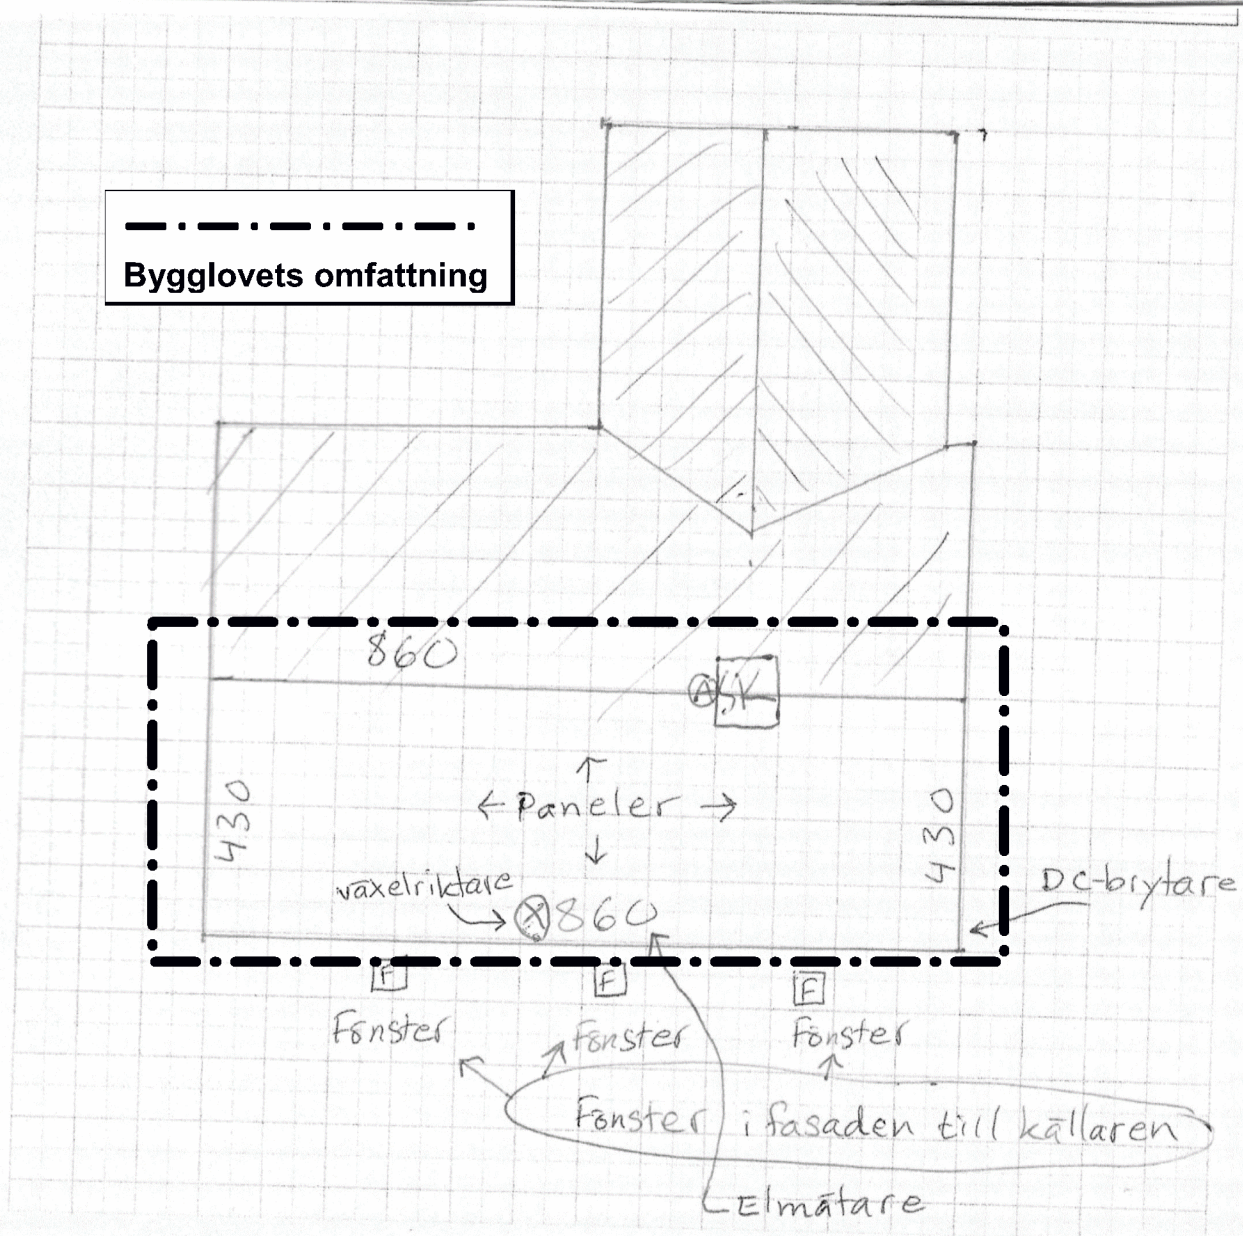 Bygglovets omfattning
860
A SK
← Paneler →
430
430
växelriktare
X 860
DC-brytare
F
F
F
Fönster
Fönster
Fönster
Fönster i fasaden till källaren
Elmätare